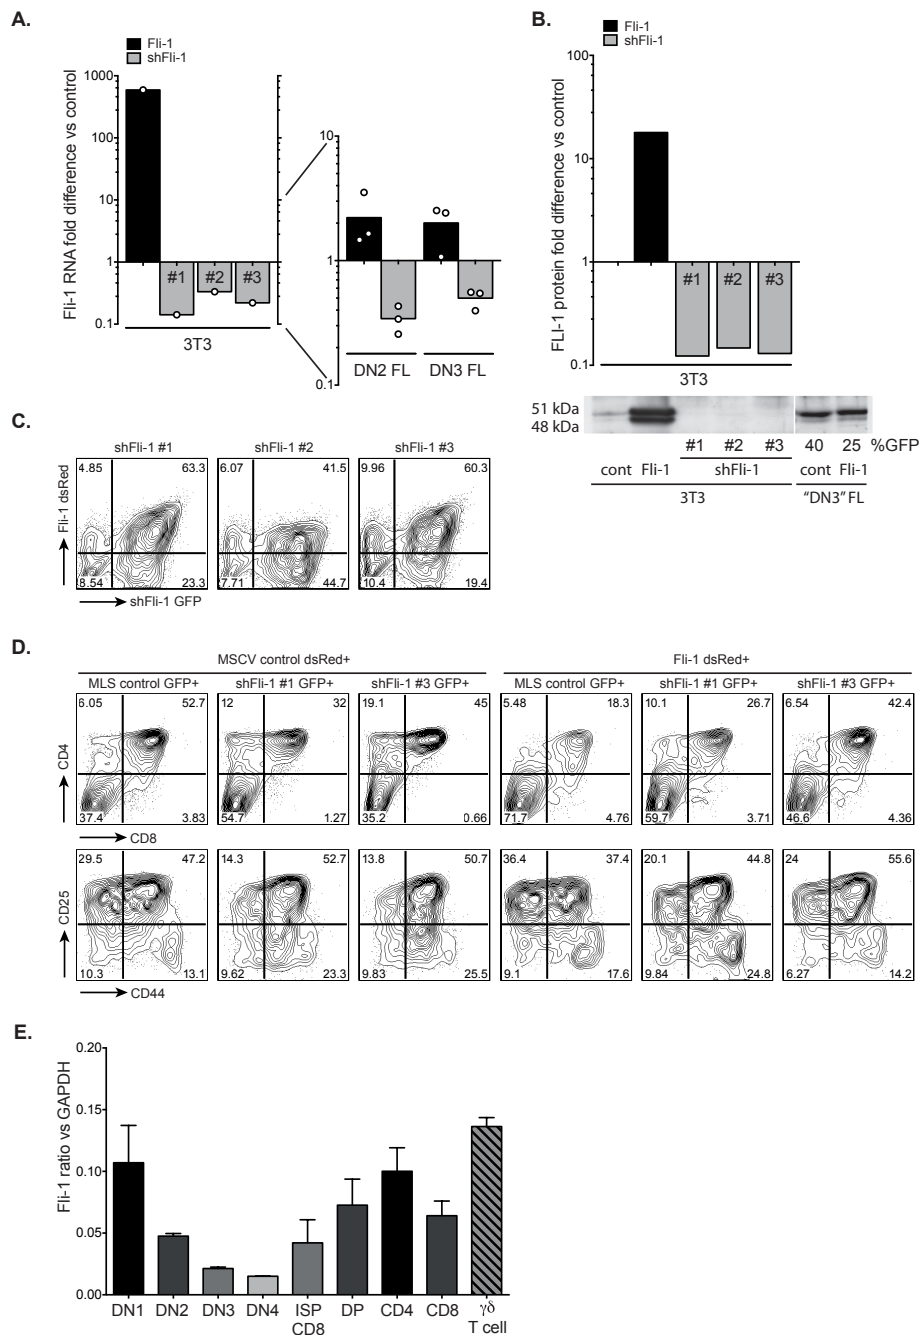 A.
Fli-1
shFli-1
Fli-1 RNA fold difference vs control
1000
100
10
1
0.1
#1 #2 #3
3T3
10
1
0.1
DN2 FL DN3 FL
B.
Fli-1
shFli-1
FLI-1 protein fold difference vs control
100
10
1
0.1
#1 #2 #3
3T3
51 kDa
48 kDa
#1 #2 #3 40 25 %GFP
cont Fli-1 shFli-1 cont Fli-1
3T3 "DN3" FL
C.
shFli-1 #1 shFli-1 #2 shFli-1 #3
Fli-1 dsRed
4.85 63.3 6.07 41.5 9.96 60.3
8.54 23.3 7.71 44.7 10.4 19.4
shFli-1 GFP
D.
MSCV control dsRed+ Fli-1 dsRed+
MLS control GFP+ shFli-1 #1 GFP+ shFli-1 #3 GFP+ MLS control GFP+ shFli-1 #1 GFP+ shFli-1 #3 GFP+
CD4
6.05 52.7 12 32 19.1 45 5.48 18.3 10.1 26.7 6.54 42.4
37.4 3.83 54.7 1.27 35.2 0.66 71.7 4.76 59.7 3.71 46.6 4.36
CD8
CD25
29.5 47.2 14.3 52.7 13.8 50.7 36.4 37.4 20.1 44.8 24 55.6
10.3 13.1 9.62 23.3 9.83 25.5 9.1 17.6 9.84 24.8 6.27 14.2
CD44
E.
Fli-1 ratio vs GAPDH
0.20
0.15
0.10
0.05
0.00
DN1 DN2 DN3 DN4 ISP DP CD4 CD8 γδ
CD8 T cell